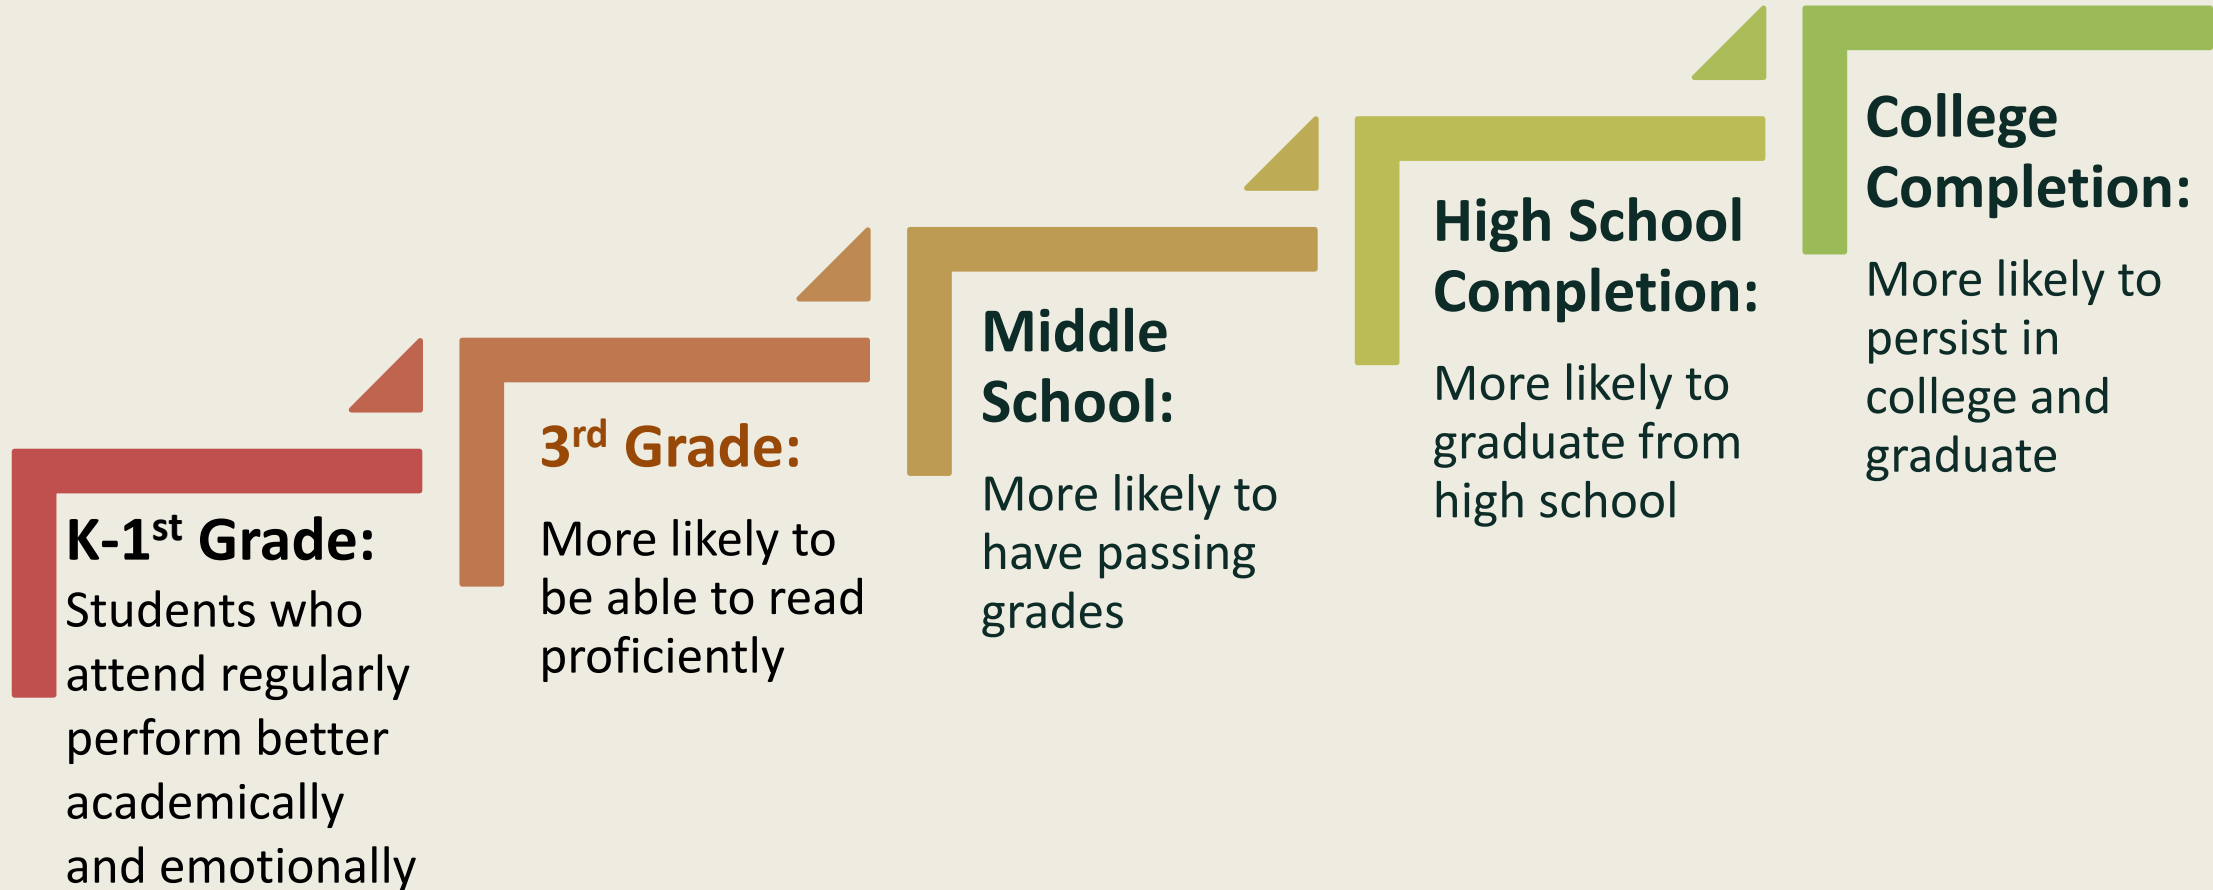 K-1st Grade:
Students who
attend regularly
perform better
academically
and emotionally
3rd Grade:
More likely to
be able to read
proficiently
Middle
School:
More likely to
have passing
grades
High School
Completion:
More likely to
graduate from
high school
College
Completion:
More likely to
persist in
college and
graduate